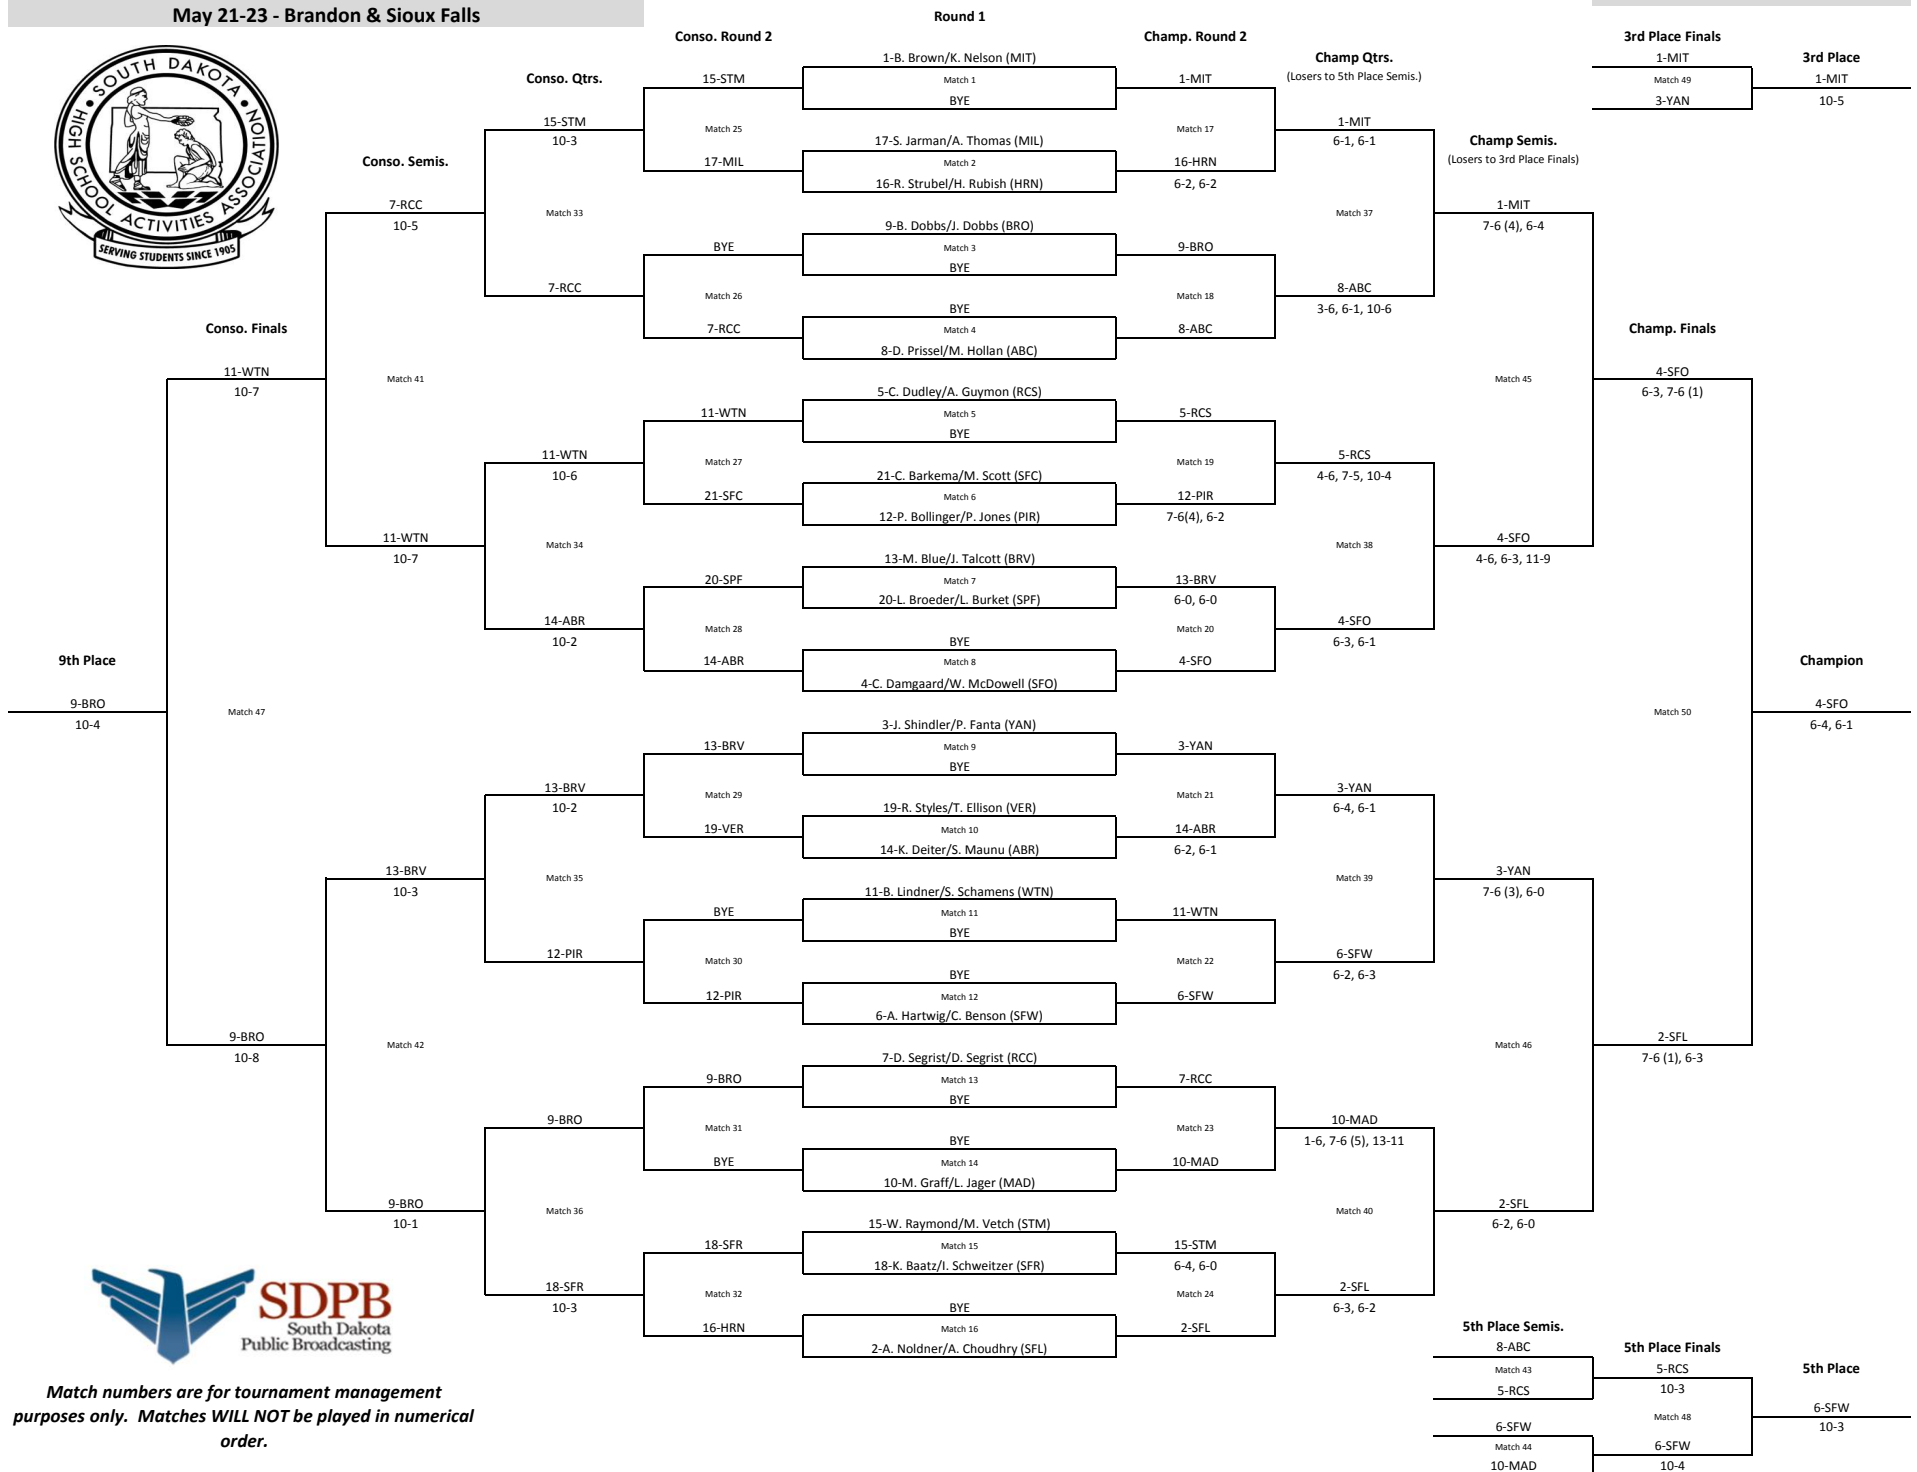 May 21-23 - Brandon & Sioux Falls
SOUTH DAKOTA
HIGH SCHOOL ACTIVITIES ASSOCIATION
SERVING STUDENTS SINCE 1905
9th Place
9-BRO
10-4
Match 47
Conso. Finals
11-WTN
10-7
9-BRO
10-8
Conso. Semis.
7-RCC
10-5
Match 41
11-WTN
10-7
13-BRV
10-3
Match 42
9-BRO
10-1
Conso. Qtrs.
15-STM
10-3
Match 33
7-RCC
11-WTN
10-6
Match 34
14-ABR
10-2
13-BRV
10-2
Match 35
12-PIR
9-BRO
Match 36
18-SFR
10-3
Conso. Round 2
15-STM
Match 25
17-MIL
BYE
Match 26
7-RCC
11-WTN
Match 27
21-SFC
20-SPF
Match 28
14-ABR
13-BRV
Match 29
19-VER
BYE
Match 30
12-PIR
9-BRO
Match 31
BYE
18-SFR
Match 32
16-HRN
Round 1
1-B. Brown/K. Nelson (MIT)
Match 1
BYE
17-S. Jarman/A. Thomas (MIL)
Match 2
16-R. Strubel/H. Rubish (HRN)
9-B. Dobbs/J. Dobbs (BRO)
Match 3
BYE
BYE
Match 4
8-D. Prissel/M. Hollan (ABC)
5-C. Dudley/A. Guymon (RCS)
Match 5
BYE
21-C. Barkema/M. Scott (SFC)
Match 6
12-P. Bollinger/P. Jones (PIR)
13-M. Blue/J. Talcott (BRV)
Match 7
20-L. Broeder/L. Burket (SPF)
BYE
Match 8
4-C. Damgaard/W. McDowell (SFO)
3-J. Shindler/P. Fanta (YAN)
Match 9
BYE
19-R. Styles/T. Ellison (VER)
Match 10
14-K. Deiter/S. Maunu (ABR)
11-B. Lindner/S. Schamens (WTN)
Match 11
BYE
BYE
Match 12
6-A. Hartwig/C. Benson (SFW)
7-D. Segrist/D. Segrist (RCC)
Match 13
BYE
BYE
Match 14
10-M. Graff/L. Jager (MAD)
15-W. Raymond/M. Vetch (STM)
Match 15
18-K. Baatz/I. Schweitzer (SFR)
BYE
Match 16
2-A. Noldner/A. Choudhry (SFL)
Champ. Round 2
1-MIT
Match 17
16-HRN
6-2, 6-2
9-BRO
Match 18
8-ABC
5-RCS
Match 19
12-PIR
7-6(4), 6-2
13-BRV
6-0, 6-0
Match 20
4-SFO
3-YAN
Match 21
14-ABR
6-2, 6-1
11-WTN
Match 22
6-SFW
7-RCC
Match 23
10-MAD
15-STM
6-4, 6-0
Match 24
2-SFL
Champ Qtrs.
(Losers to 5th Place Semis.)
1-MIT
6-1, 6-1
Match 37
8-ABC
3-6, 6-1, 10-6
5-RCS
4-6, 7-5, 10-4
Match 38
4-SFO
6-3, 6-1
3-YAN
6-4, 6-1
Match 39
6-SFW
6-2, 6-3
10-MAD
1-6, 7-6 (5), 13-11
Match 40
2-SFL
6-3, 6-2
Champ Semis.
(Losers to 3rd Place Finals)
1-MIT
7-6 (4), 6-4
Match 45
4-SFO
4-6, 6-3, 11-9
3-YAN
7-6 (3), 6-0
Match 46
2-SFL
6-2, 6-0
Champ. Finals
4-SFO
6-3, 7-6 (1)
Match 50
2-SFL
7-6 (1), 6-3
Champion
4-SFO
6-4, 6-1
3rd Place Finals
1-MIT
Match 49
3-YAN
3rd Place
1-MIT
10-5
5th Place Semis.
8-ABC
Match 43
5-RCS
6-SFW
Match 44
10-MAD
5th Place Finals
5-RCS
10-3
Match 48
6-SFW
10-4
5th Place
6-SFW
10-3
SDPB
South Dakota
Public Broadcasting
Match numbers are for tournament management
purposes only. Matches WILL NOT be played in numerical
order.